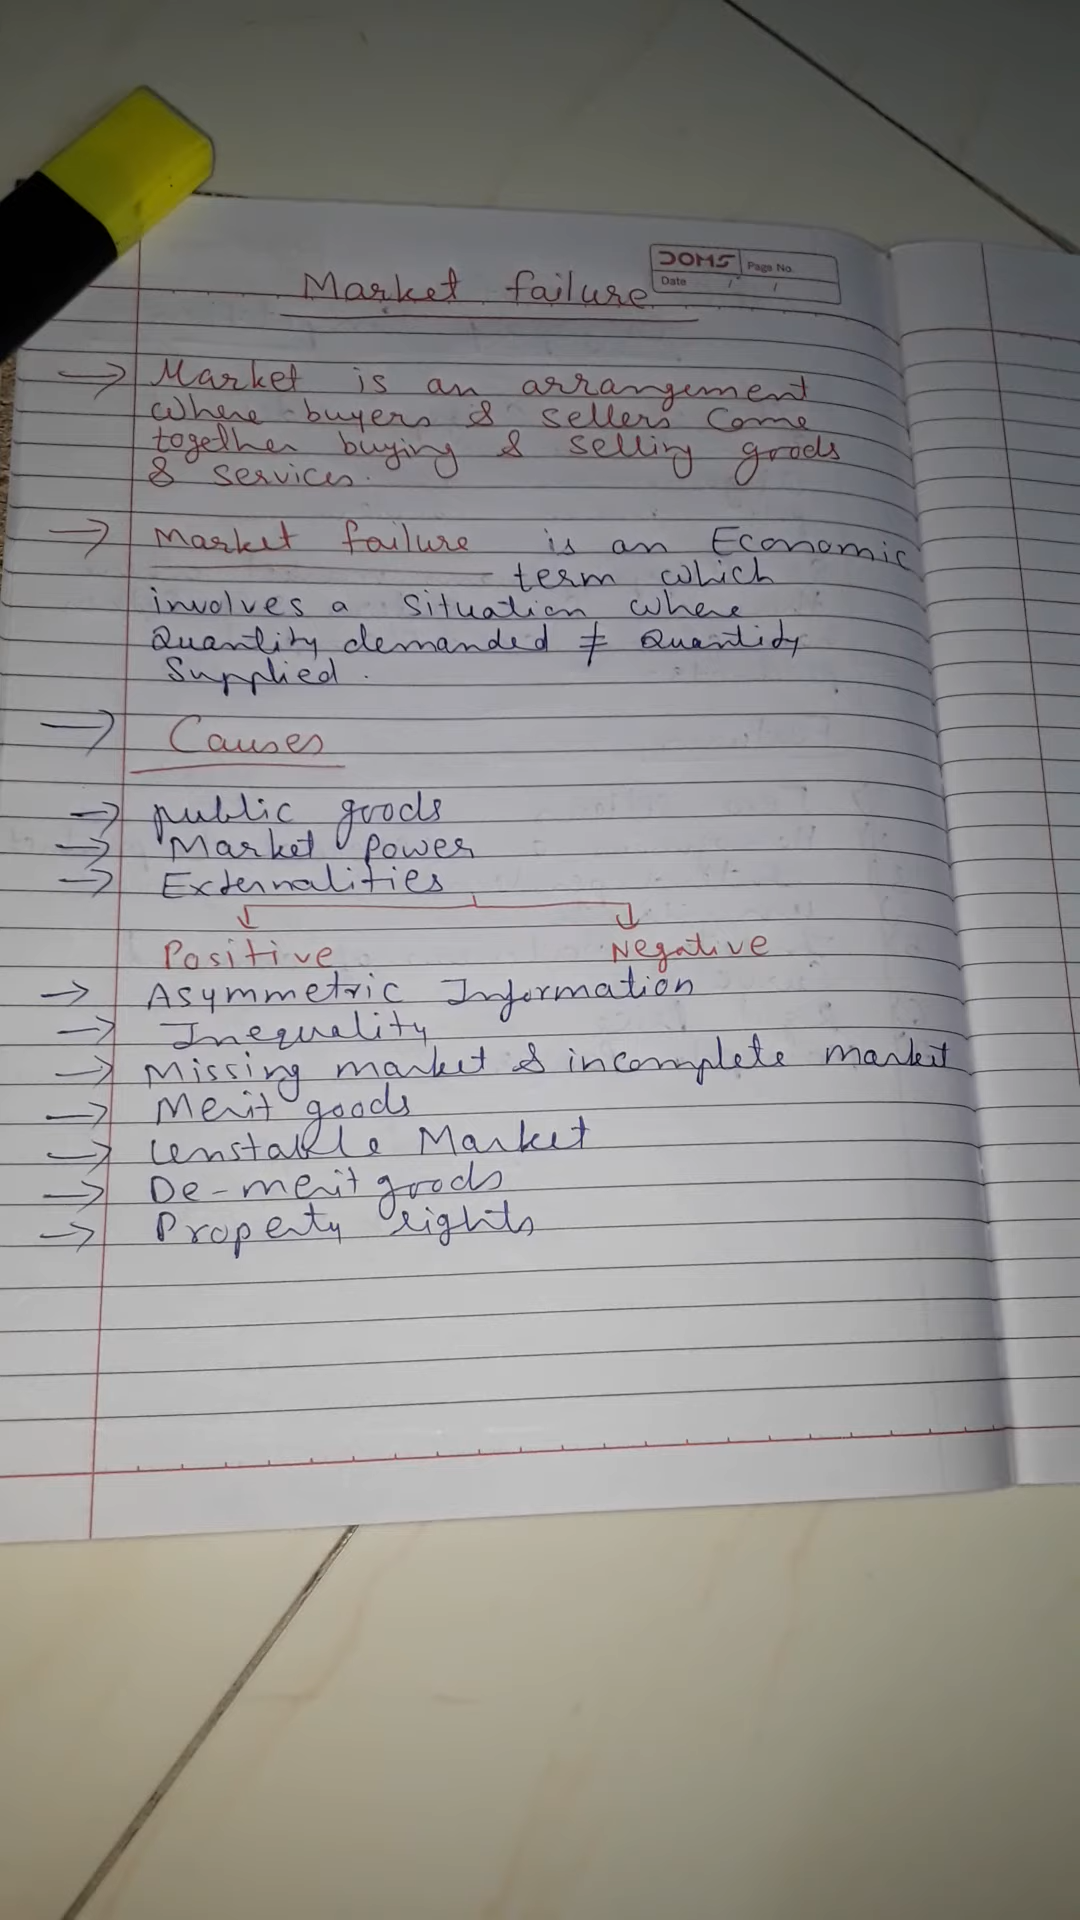 DOMS
Page No.
Date / /
Market failure
→ Market is an arrangement
where buyers & sellers come
together buying & selling goods
& services.
→ Market failure is an Economic
term which
involves a situation where
Quantity demanded ≠ Quantity
Supplied.
→ Causes
→ public goods
→ Market power
→ Externalities
Positive Negative
→ Asymmetric Information
→ Inequality
→ Missing market & incomplete market
→ Merit goods
→ Unstable Market
→ De-merit goods
→ Property rights